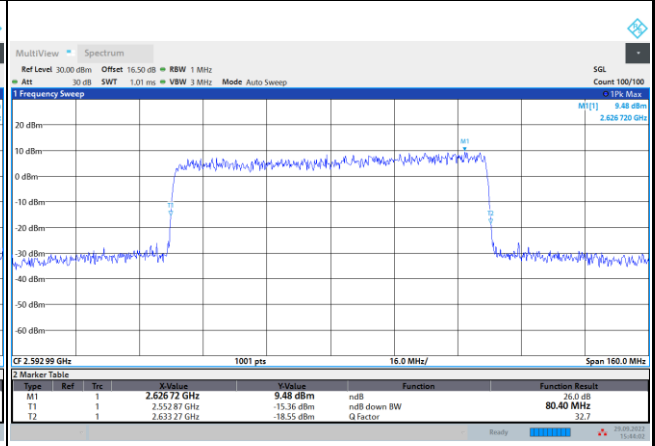 MultiView Spectrum
Ref Level 30.00 dBm Offset 16.50 dB RBW 1 MHz SGL
Att 30 dB SWT 1.01 ms VBW 3 MHz Mode Auto Sweep Count 100/100
1 Frequency Sweep 1Pk Max
M1[1] 9.48 dBm
2.626 720 GHz
20 dBm
M1
10 dBm
0 dBm
-10 dBm
T1
T2
-20 dBm
-30 dBm
-40 dBm
-50 dBm
-60 dBm
CF 2.592 99 GHz 1001 pts 16.0 MHz/ Span 160.0 MHz
2 Marker Table
Type Ref Trc X-Value Y-Value Function Function Result
M1 1 2.626 72 GHz 9.48 dBm ndB 26.0 dB
T1 1 2.552 87 GHz -15.36 dBm ndB down BW 80.40 MHz
T2 1 2.633 27 GHz -18.55 dBm Q Factor 32.7
Ready 29.09.2022
15:44:02